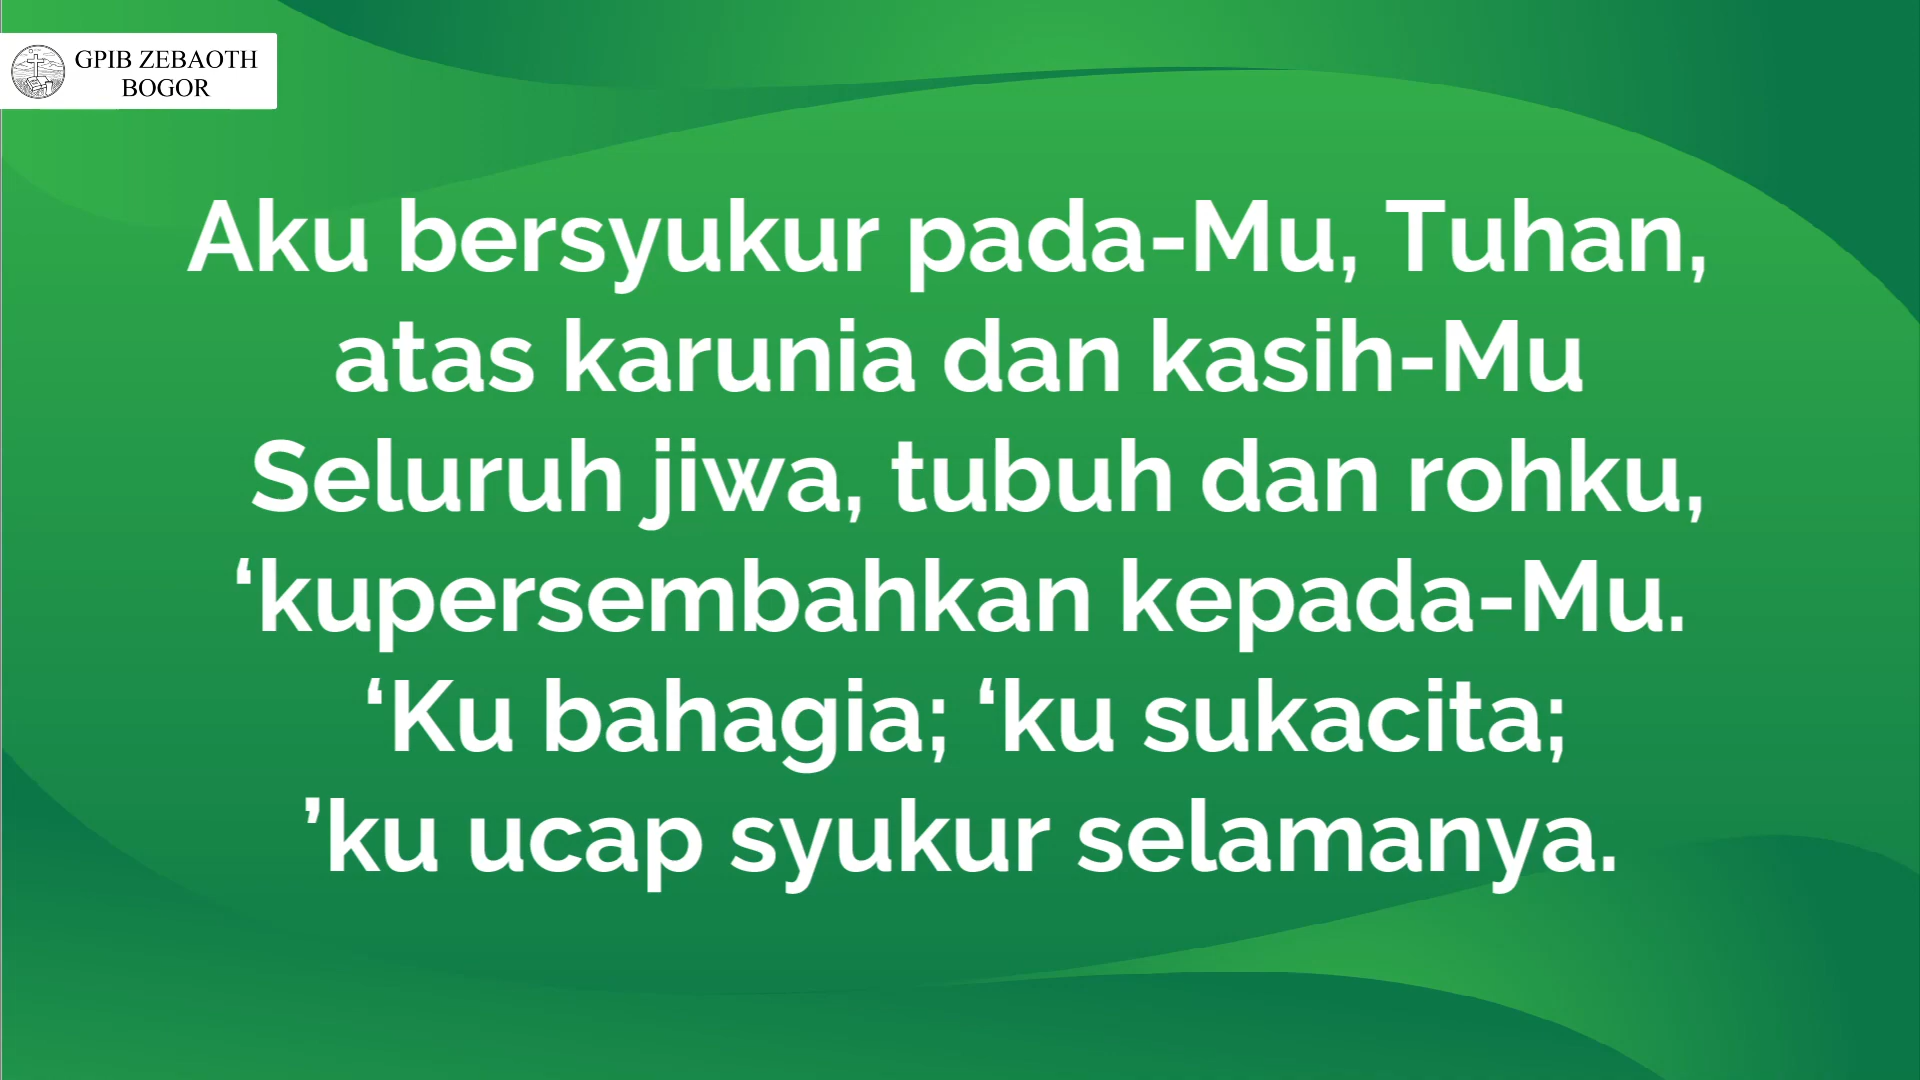 GPIB ZEBAOTH
BOGOR
Aku bersyukur pada-Mu, Tuhan,
atas karunia dan kasih-Mu
Seluruh jiwa, tubuh dan rohku,
‘kupersembahkan kepada-Mu.
‘Ku bahagia; ‘ku sukacita;
’ku ucap syukur selamanya.